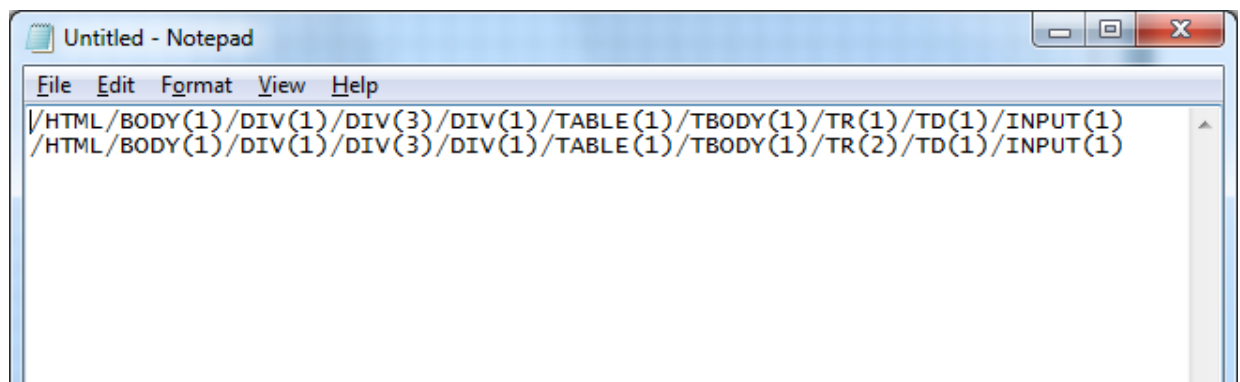 Untitled - Notepad
File Edit Format View Help
/HTML/BODY(1)/DIV(1)/DIV(3)/DIV(1)/TABLE(1)/TBODY(1)/TR(1)/TD(1)/INPUT(1)
/HTML/BODY(1)/DIV(1)/DIV(3)/DIV(1)/TABLE(1)/TBODY(1)/TR(2)/TD(1)/INPUT(1)